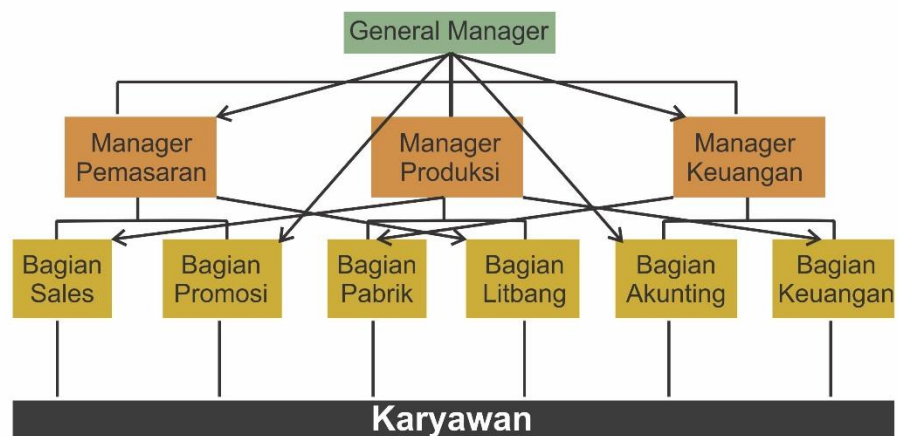 General Manager
Manager
Pemasaran
Manager
Produksi
Manager
Keuangan
Bagian
Sales
Bagian
Promosi
Bagian
Pabrik
Bagian
Litbang
Bagian
Akunting
Bagian
Keuangan
Karyawan